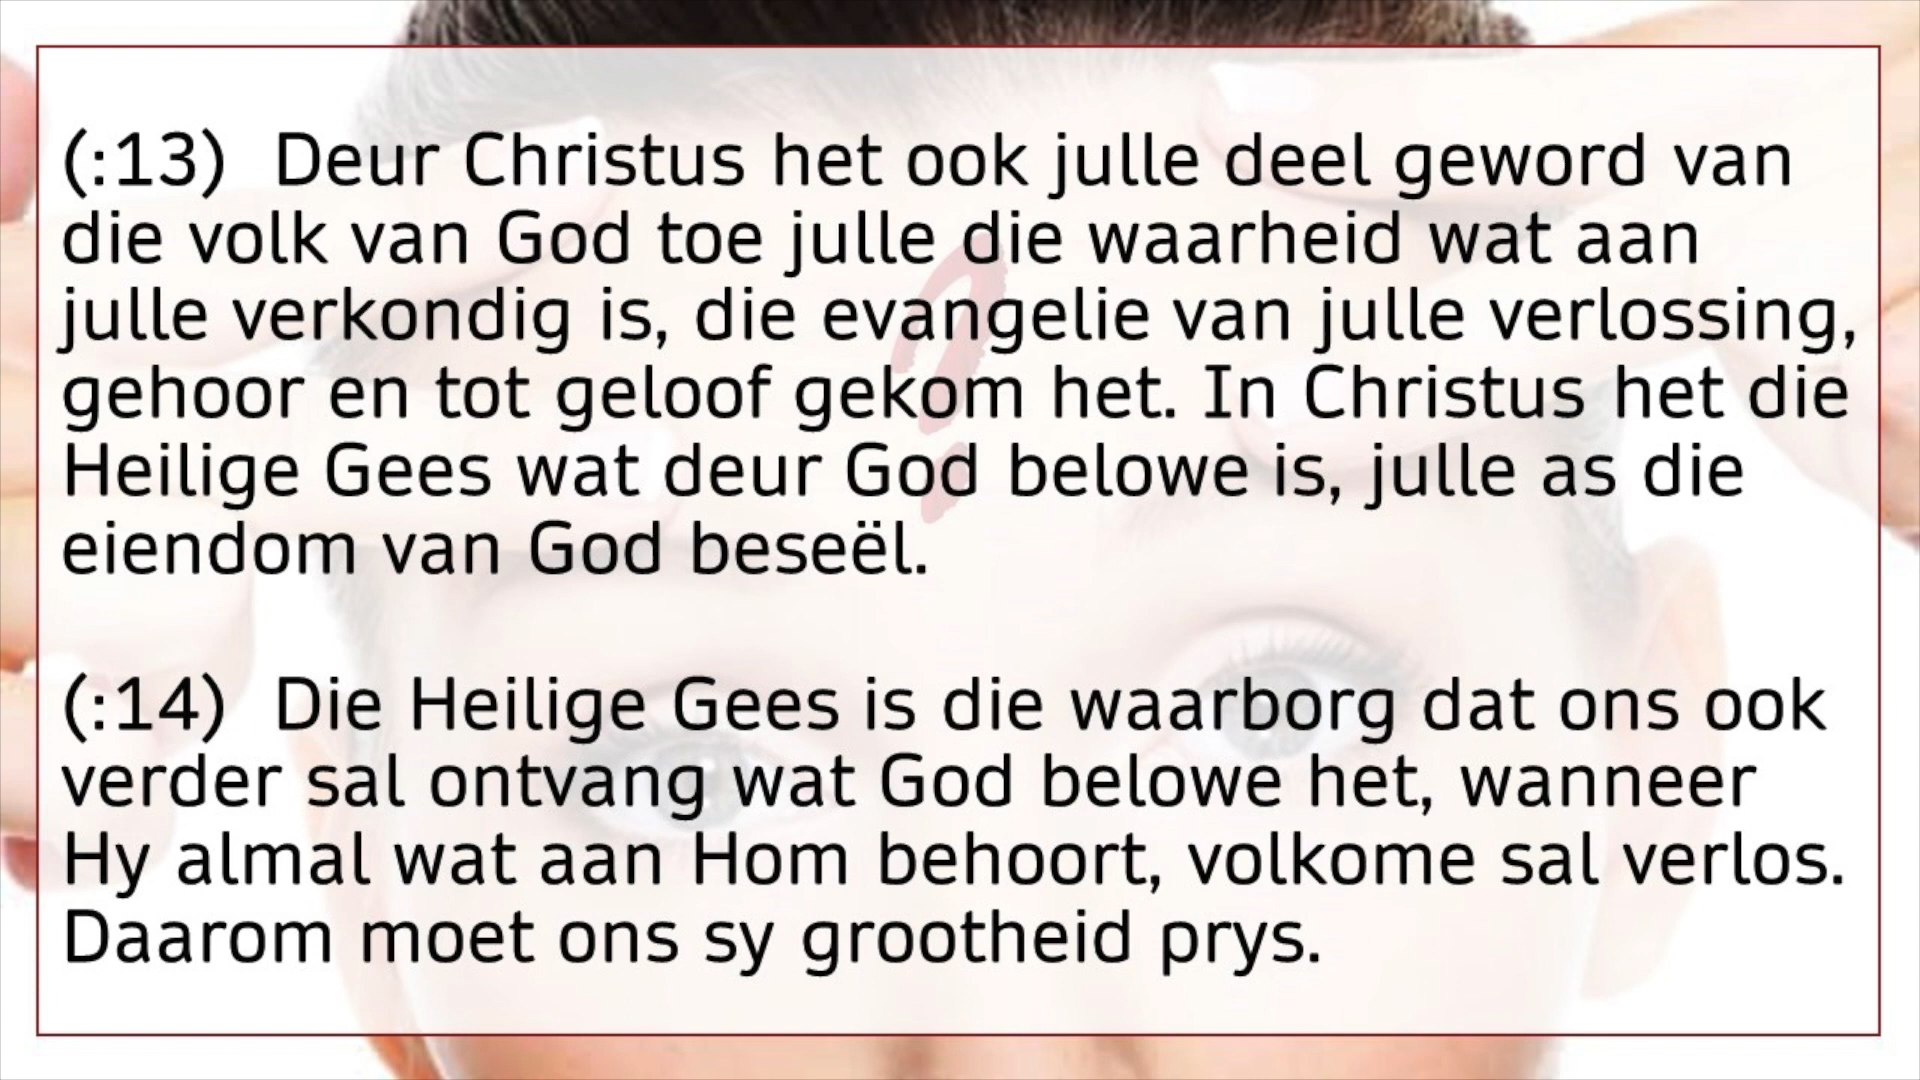 (:13) Deur Christus het ook julle deel geword van
die volk van God toe julle die waarheid wat aan
julle verkondig is, die evangelie van julle verlossing,
gehoor en tot geloof gekom het. In Christus het die
Heilige Gees wat deur God belowe is, julle as die
eiendom van God beseël.
(:14) Die Heilige Gees is die waarborg dat ons ook
verder sal ontvang wat God belowe het, wanneer
Hy almal wat aan Hom behoort, volkome sal verlos.
Daarom moet ons sy grootheid prys.